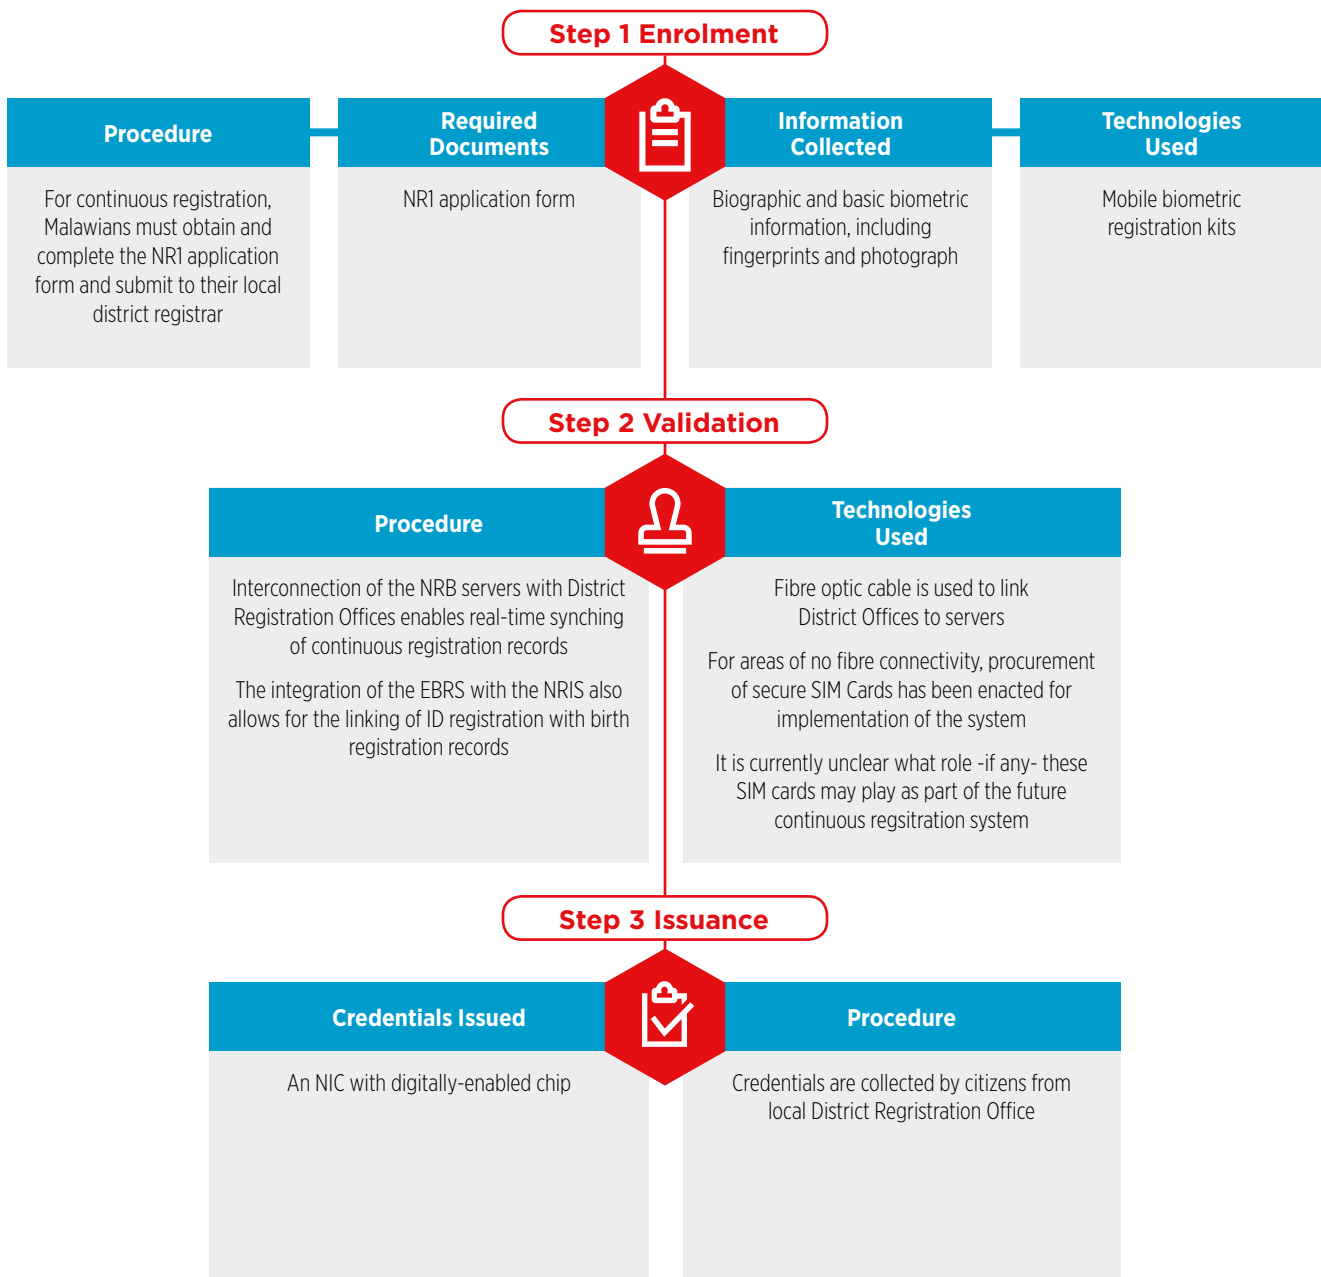 Step 1 Enrolment
Procedure
For continuous registration,
Malawians must obtain and
complete the NR1 application
form and submit to their local
district registrar
Required
Documents
NR1 application form
Information
Collected
Biographic and basic biometric
information, including
fingerprints and photograph
Technologies
Used
Mobile biometric
registration kits
Step 2 Validation
Procedure
Interconnection of the NRB servers with District
Registration Offices enables real-time synching
of continuous registration records
The integration of the EBRS with the NRIS also
allows for the linking of ID registration with birth
registration records
Technologies
Used
Fibre optic cable is used to link
District Offices to servers
For areas of no fibre connectivity, procurement
of secure SIM Cards has been enacted for
implementation of the system
It is currently unclear what role -if any- these
SIM cards may play as part of the future
continuous regsitration system
Step 3 Issuance
Credentials Issued
An NIC with digitally-enabled chip
Procedure
Credentials are collected by citizens from
local District Regristration Office